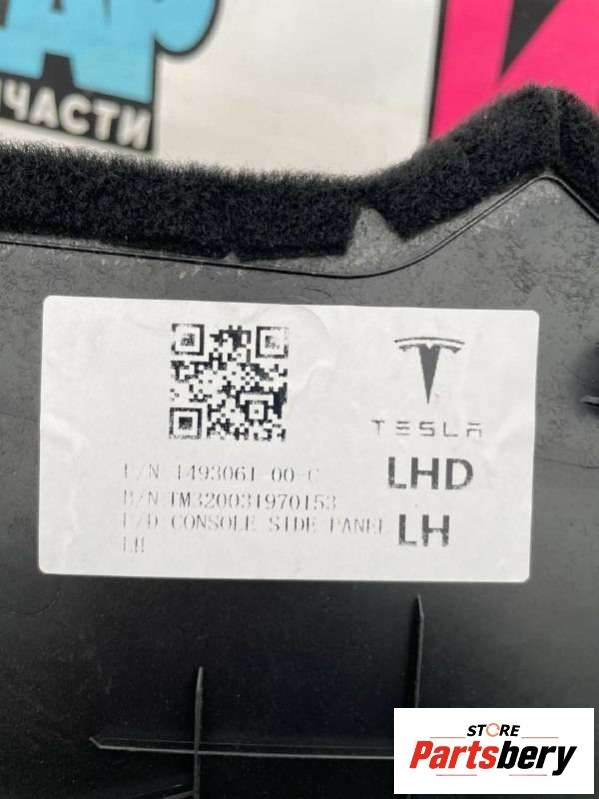 ЧАСТИ
TESLA
P/N 1493061-00-C
LHD
B/N TM320031970153
P/D CONSOLE SIDE PANEL
LH
LH
STORE
Partsbery